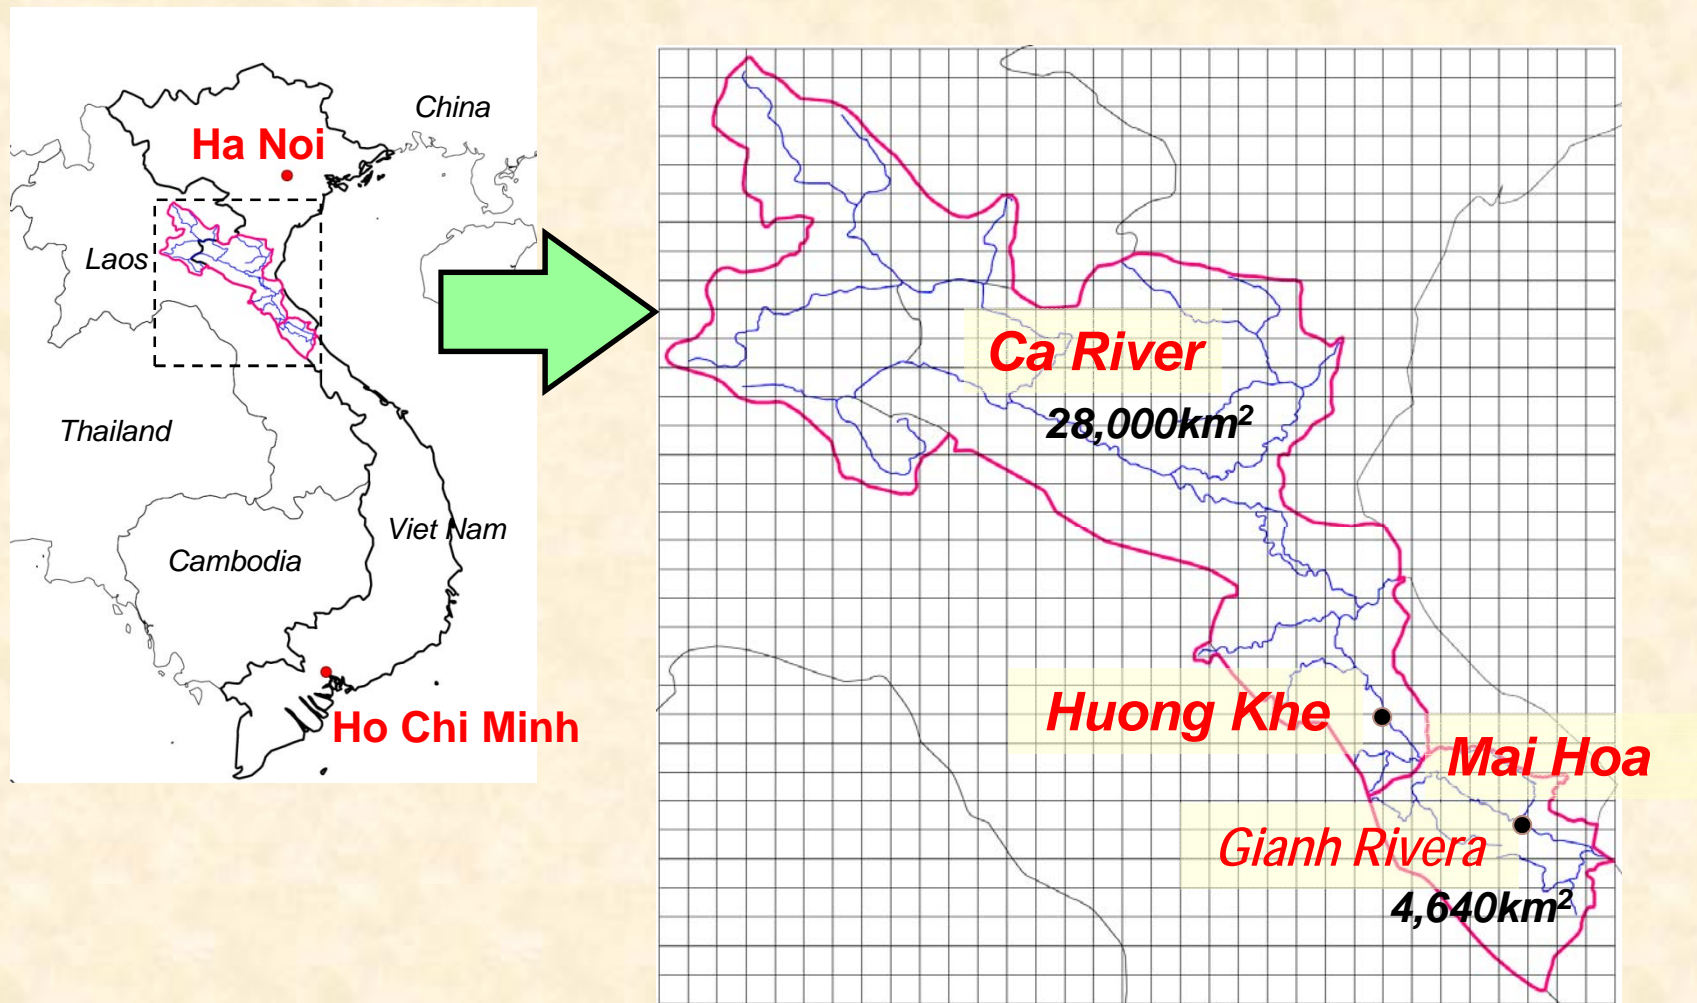 China
Ha Noi
Laos
Thailand
Viet Nam
Cambodia
Ho Chi Minh
Ca River
28,000km²
Huong Khe
Mai Hoa
Gianh Rivera
4,640km²